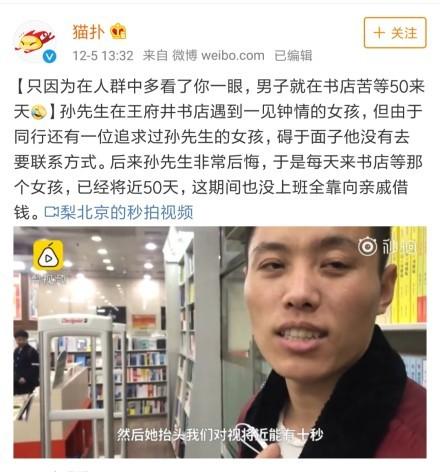 猫扑
12-5 13:32 来自 微博 weibo.com 已编辑
+ 关注
【只因为在人群中多看了你一眼，男子就在书店苦等50来
天🤣】孙先生在王府井书店遇到一见钟情的女孩，但由于
同行还有一位追求过孙先生的女孩，碍于面子他没有去
要联系方式。后来孙先生非常后悔，于是每天来书店等那
个女孩，已经将近50天，这期间也没上班全靠向亲戚借
钱。梨北京的秒拍视频
秒拍
然后她抬头我们对视将近能有十秒